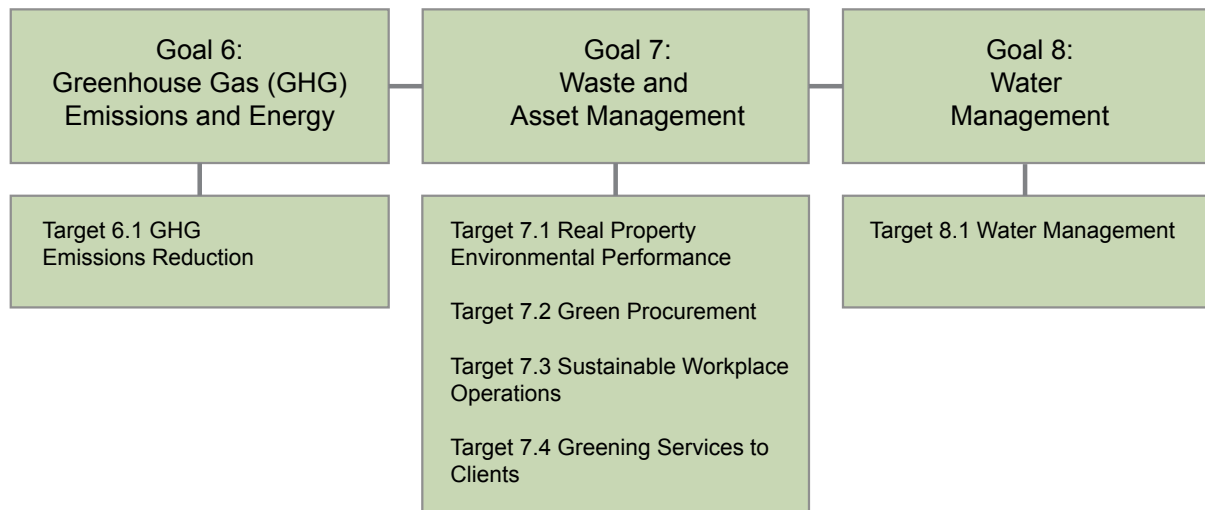 Goal 6:
Greenhouse Gas (GHG)
Emissions and Energy
Goal 7:
Waste and
Asset Management
Goal 8:
Water
Management
Target 6.1 GHG
Emissions Reduction
Target 7.1 Real Property
Environmental Performance
Target 7.2 Green Procurement
Target 7.3 Sustainable Workplace
Operations
Target 7.4 Greening Services to
Clients
Target 8.1 Water Management